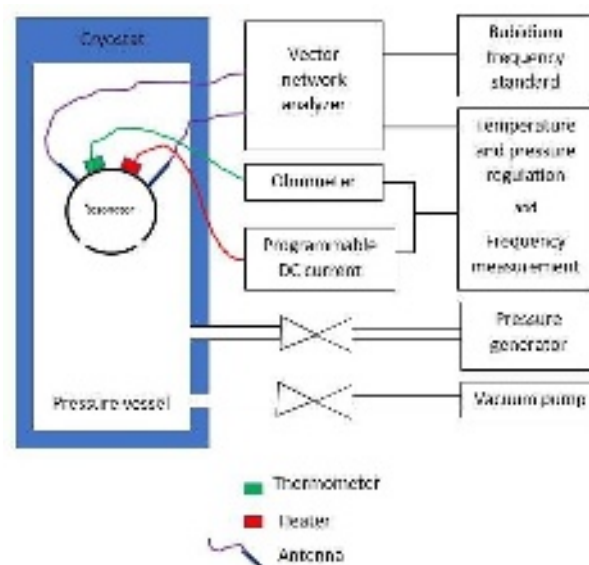 Cryostat
Vector
network
analyzer
Rubidium
frequency
standard
Temperature
and pressure
regulation
and
Frequency
measurement
Resonator
Ohmmeter
Programmable
DC current
Pressure
generator
Pressure vessel
Vacuum pump
Thermometer
Heater
Antenna